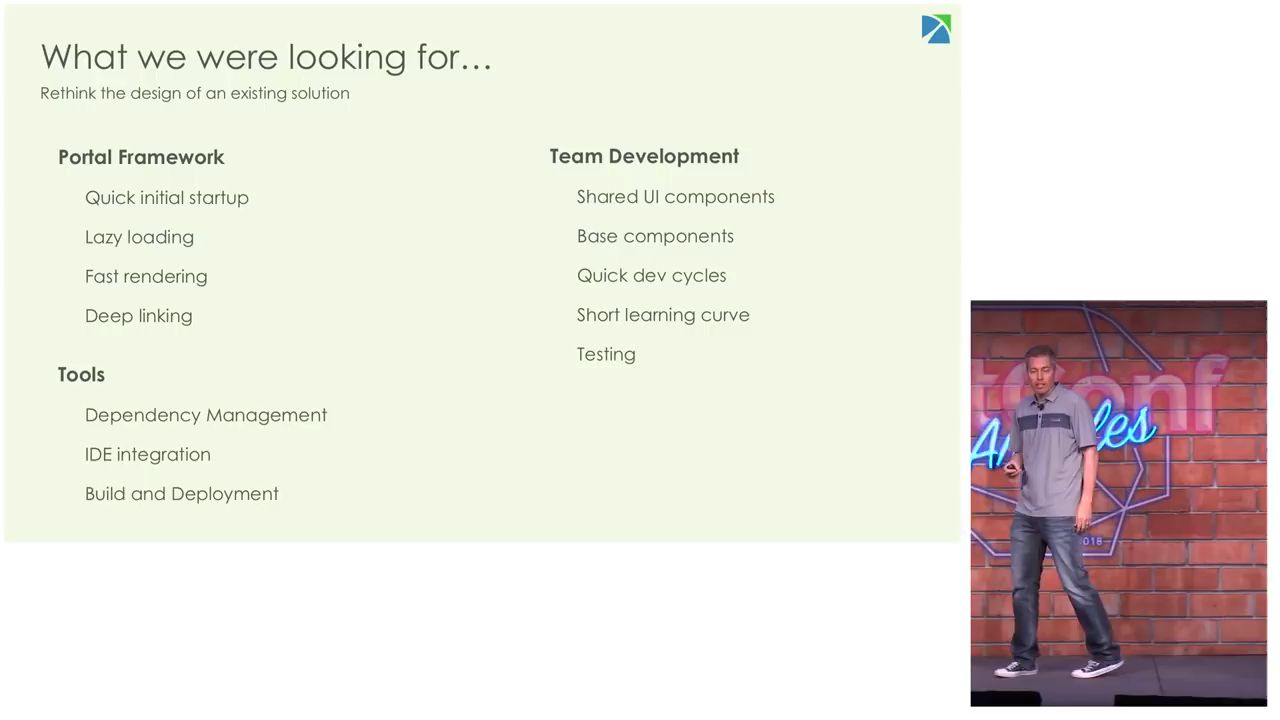 What we were looking for…
Rethink the design of an existing solution
Portal Framework
Quick initial startup
Lazy loading
Fast rendering
Deep linking
Tools
Dependency Management
IDE integration
Build and Deployment
Team Development
Shared UI components
Base components
Quick dev cycles
Short learning curve
Testing